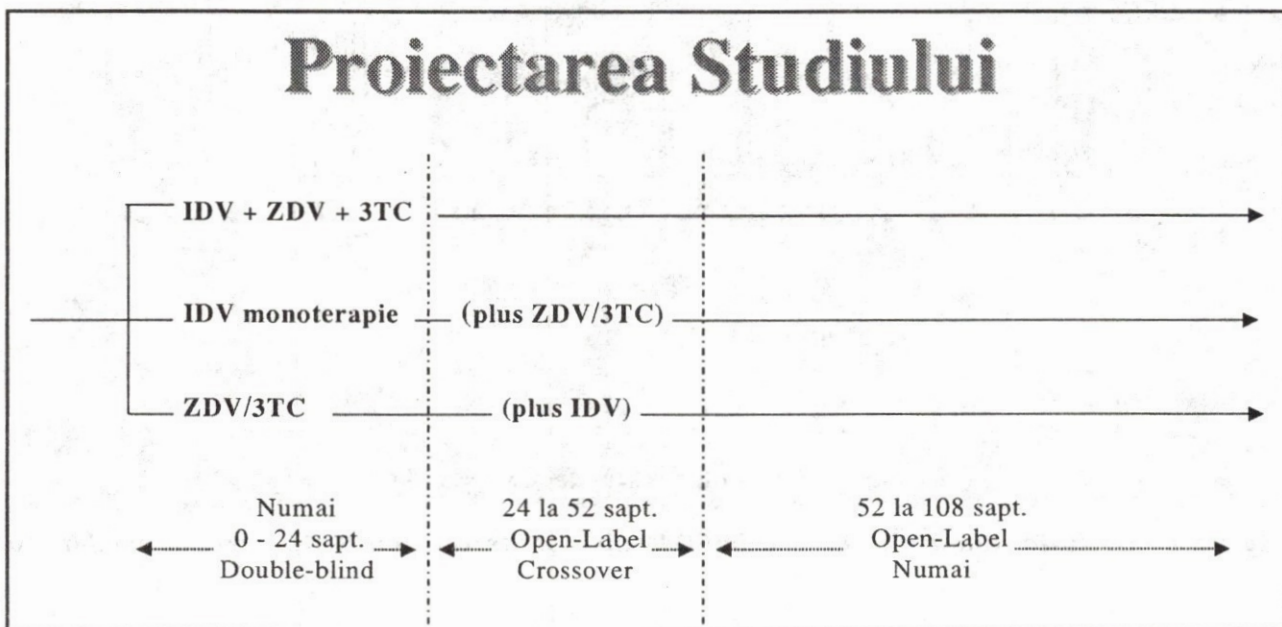 Proiectarea Studiului
IDV + ZDV + 3TC
IDV monoterapie (plus ZDV/3TC)
ZDV/3TC (plus IDV)
Numai
0 - 24 sapt.
Double-blind
24 la 52 sapt.
Open-Label
Crossover
52 la 108 sapt.
Open-Label
Numai